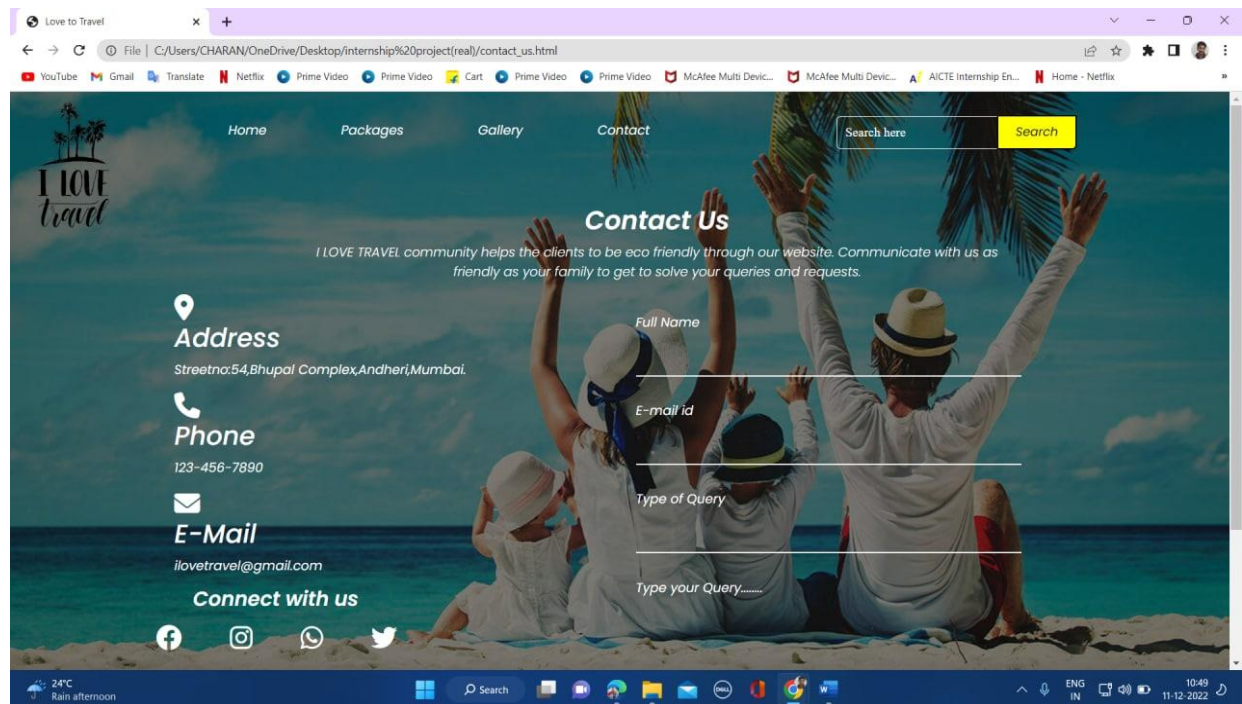 Love to Travel
File | C:/Users/CHARAN/OneDrive/Desktop/internship%20project(real)/contact_us.html
YouTube Gmail Translate Netflix Prime Video Prime Video Cart Prime Video Prime Video McAfee Multi Devic... McAfee Multi Devic... AICTE Internship En... Home - Netflix »
I LOVE
travel
Home Packages Gallery Contact Search here Search
Contact Us
I LOVE TRAVEL community helps the clients to be eco friendly through our website. Communicate with us as
friendly as your family to get to solve your queries and requests.
Address
Streetno:54,Bhupal Complex,Andheri,Mumbai.
Phone
123-456-7890
E-Mail
ilovetravel@gmail.com
Connect with us
Full Name
E-mail id
Type of Query
Type your Query........
24°C
Rain afternoon
Search
DELL
W
ENG
IN
10:49
11-12-2022